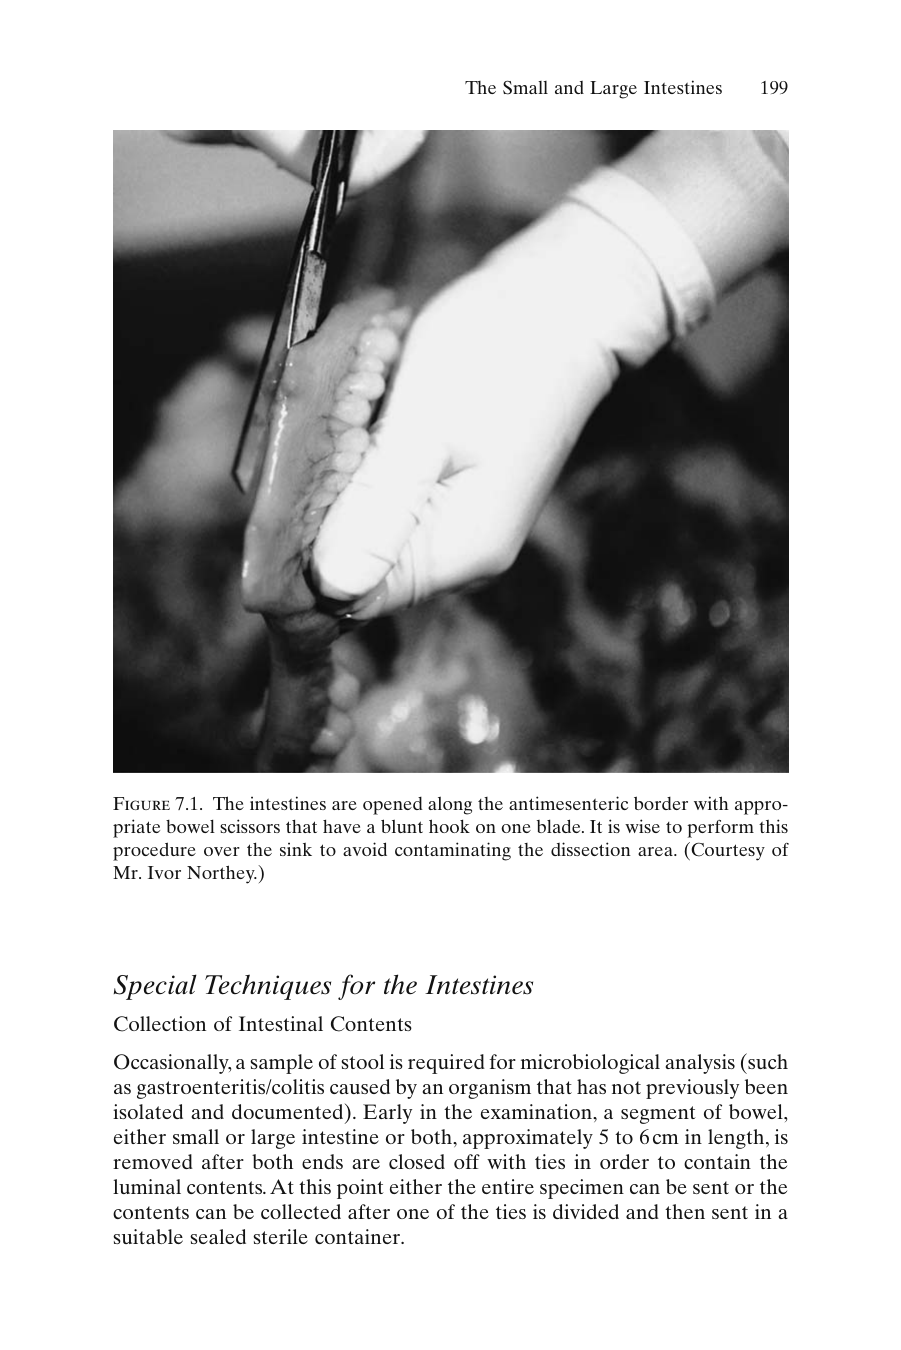 The Small and Large Intestines 199
Figure 7.1. The intestines are opened along the antimesenteric border with appro-
priate bowel scissors that have a blunt hook on one blade. It is wise to perform this
procedure over the sink to avoid contaminating the dissection area. (Courtesy of
Mr. Ivor Northey.)
Special Techniques for the Intestines
Collection of Intestinal Contents
Occasionally, a sample of stool is required for microbiological analysis (such
as gastroenteritis/colitis caused by an organism that has not previously been
isolated and documented). Early in the examination, a segment of bowel,
either small or large intestine or both, approximately 5 to 6 cm in length, is
removed after both ends are closed off with ties in order to contain the
luminal contents. At this point either the entire specimen can be sent or the
contents can be collected after one of the ties is divided and then sent in a
suitable sealed sterile container.